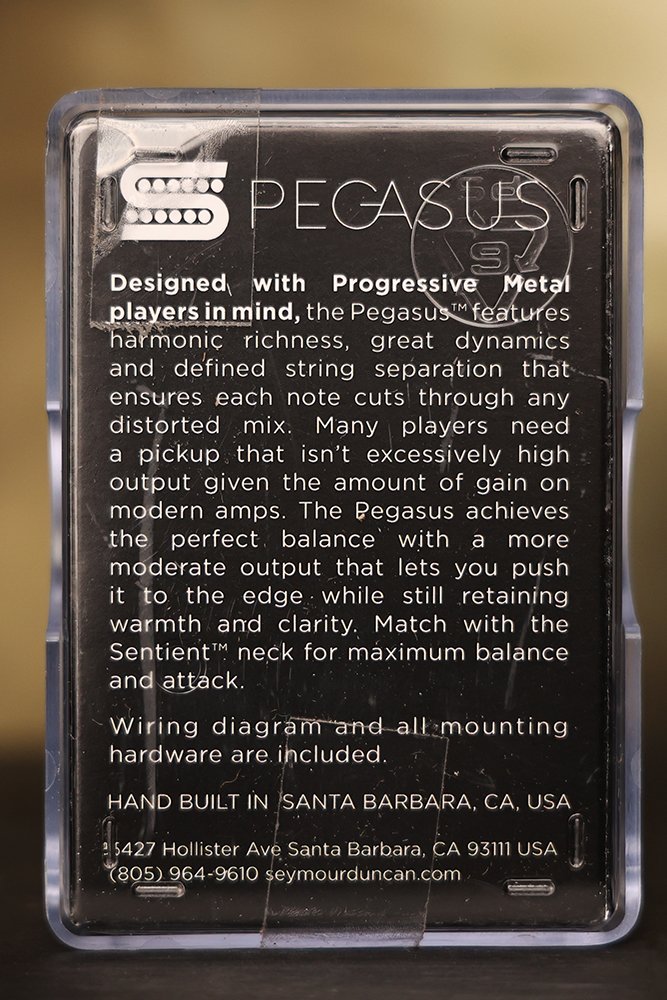 PEGASUS
Designed with Progressive Metal
players in mind, the Pegasus™ features
harmonic richness, great dynamics
and defined string separation that
ensures each note cuts through any
distorted mix. Many players need
a pickup that isn't excessively high
output given the amount of gain on
modern amps. The Pegasus achieves
the perfect balance with a more
moderate output that lets you push
it to the edge while still retaining
warmth and clarity. Match with the
Sentient™ neck for maximum balance
and attack.
Wiring diagram and all mounting
hardware are included.
HAND BUILT IN SANTA BARBARA, CA, USA
5427 Hollister Ave Santa Barbara, CA 93111 USA
(805) 964-9610 seymourduncan.com